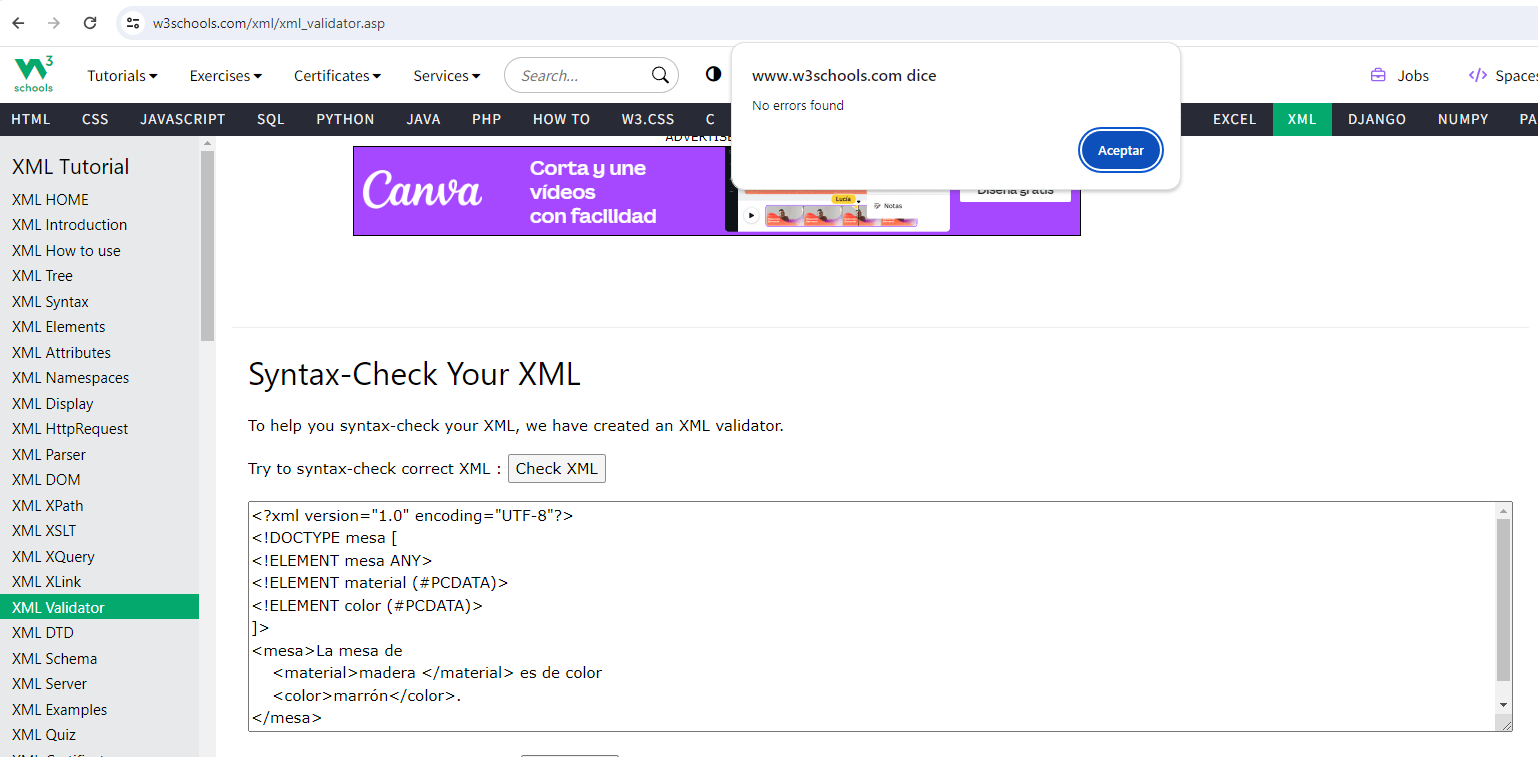 w3schools.com/xml/xml_validator.asp
W3 schools
Tutorials
Exercises
Certificates
Services
Search...
www.w3schools.com dice
No errors found
Aceptar
Jobs
</> Spaces
HTML CSS JAVASCRIPT SQL PYTHON JAVA PHP HOW TO W3.CSS C EXCEL XML DJANGO NUMPY PA
XML Tutorial
XML HOME
XML Introduction
XML How to use
XML Tree
XML Syntax
XML Elements
XML Attributes
XML Namespaces
XML Display
XML HttpRequest
XML Parser
XML DOM
XML XPath
XML XSLT
XML XQuery
XML XLink
XML Validator
XML DTD
XML Schema
XML Server
XML Examples
XML Quiz
Canva
Corta y une
vídeos
con facilidad
Lucía
Notas
Diseña gratis
Syntax-Check Your XML
To help you syntax-check your XML, we have created an XML validator.
Try to syntax-check correct XML : Check XML
<?xml version="1.0" encoding="UTF-8"?>
<!DOCTYPE mesa [
<!ELEMENT mesa ANY>
<!ELEMENT material (#PCDATA)>
<!ELEMENT color (#PCDATA)>
]>
<mesa>La mesa de
<material>madera </material> es de color
<color>marrón</color>.
</mesa>